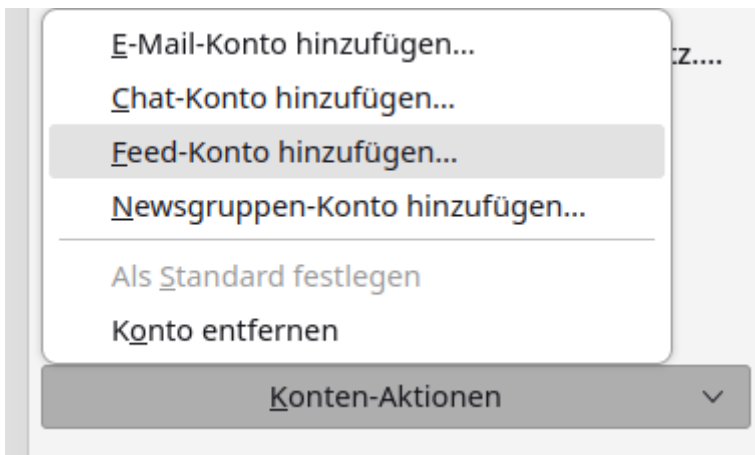 E-Mail-Konto hinzufügen...
tz....
Chat-Konto hinzufügen...
Feed-Konto hinzufügen...
Newsgruppen-Konto hinzufügen...
Als Standard festlegen
Konto entfernen
Konten-Aktionen